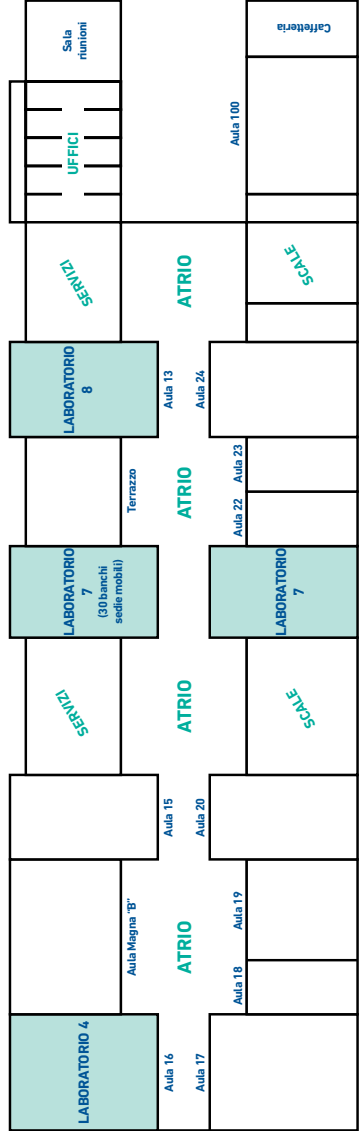 Sala
riunioni
Caffetteria
UFFICI
Aula 100
SERVIZI
ATRIO
SCALE
LABORATORIO
8
Aula 13
Aula 24
Terrazzo
ATRIO
Aula 23
Aula 22
LABORATORIO
7
(30 banchi
sedie mobili)
LABORATORIO
7
SERVIZI
ATRIO
SCALE
Aula 15
Aula 20
Aula Magna "B"
ATRIO
Aula 19
Aula 18
LABORATORIO 4
Aula 16
Aula 17